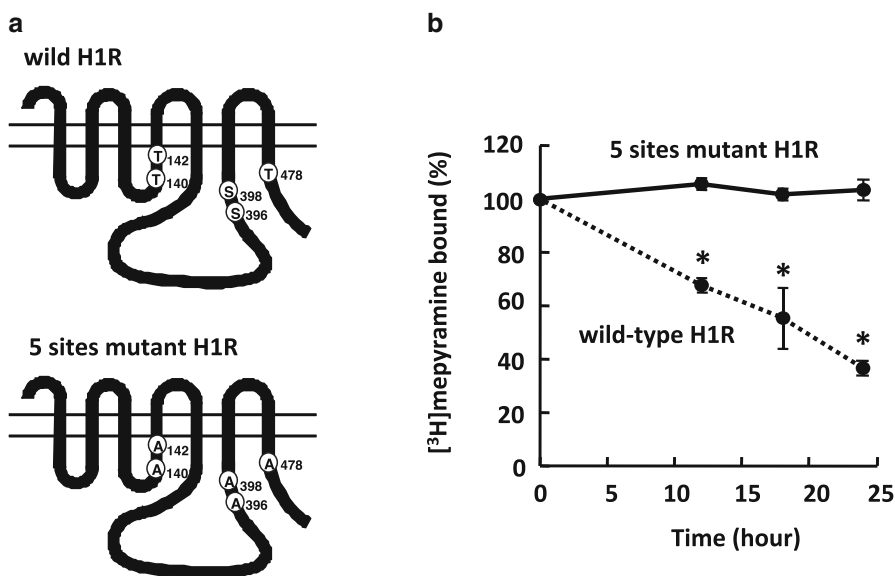 a
wild H1R
T 142
T 140
S 398
S 396
T 478
5 sites mutant H1R
A 142
A 140
A 398
A 396
A 478
b
[³H]mepyramine bound (%)
120
100
80
60
40
20
0
5 sites mutant H1R
*
*
*
wild-type H1R
0 5 10 15 20 25
Time (hour)